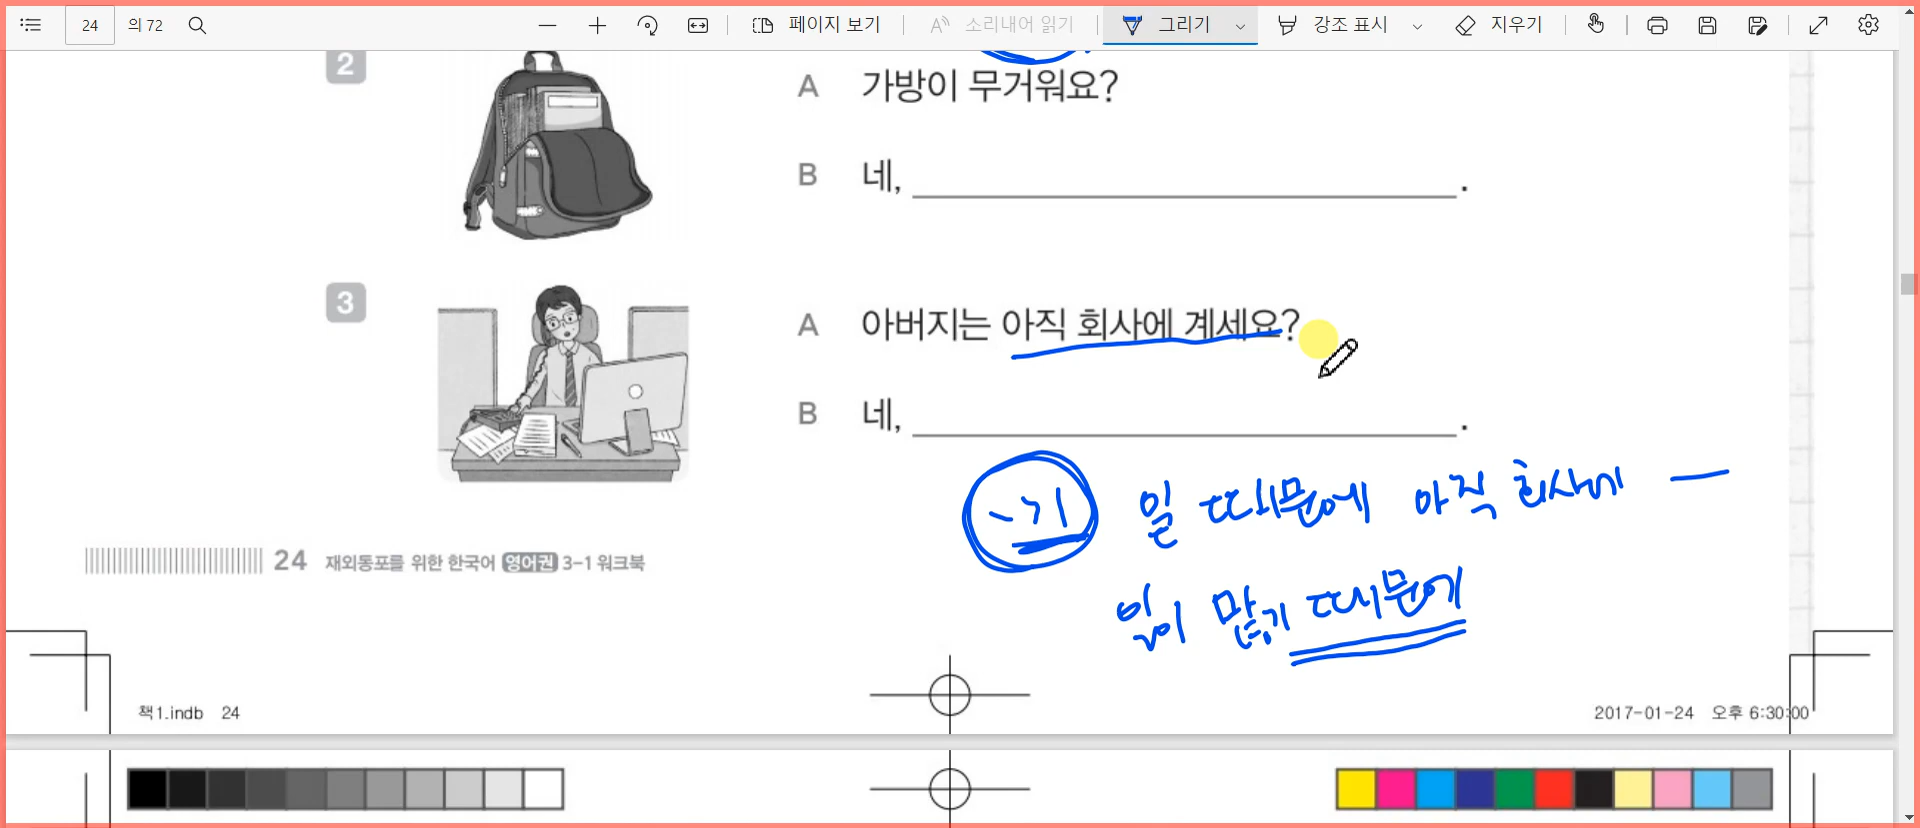 24 의 72 페이지 보기 소리내어 읽기 그리기 강조 표시 지우기
2
A 가방이 무거워요?
B 네, .
3
A 아버지는 아직 회사에 계세요?
B 네, .
-기 일 때문에 아직 회사에 —
일이 많기 때문에
24 재외동포를 위한 한국어 영어권 3-1 워크북
책1.indb 24
2017-01-24 오후 6:30:00